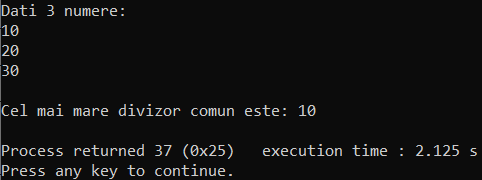 Dati 3 numere:
10
20
30
Cel mai mare divizor comun este: 10
Process returned 37 (0x25)   execution time : 2.125 s
Press any key to continue.